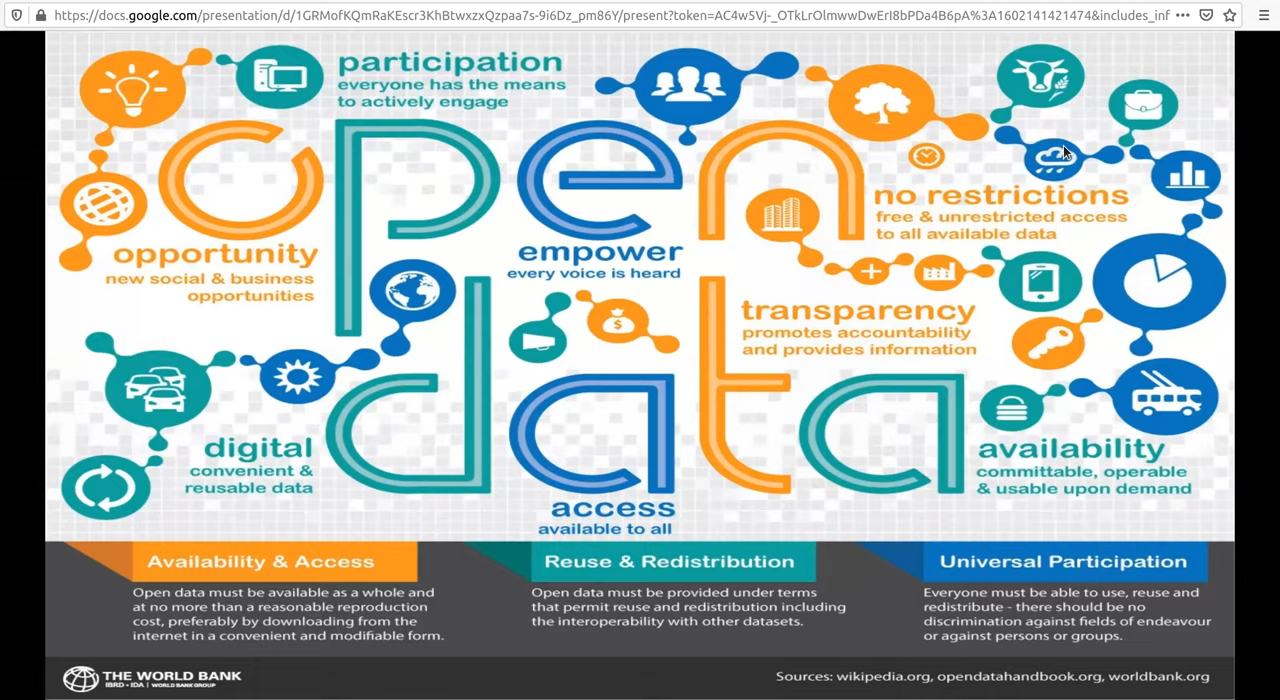 https://docs.google.com/presentation/d/1GRMofKQmRaKEscr3KhBtwxzxQzpaa7s-9i6Dz_pm86Y/present?token=AC4w5Vj-_OTkLrOlmwwDwErI8bPDa4B6pA%3A1602141421474&includes_inf
participation
everyone has the means
to actively engage
open
no restrictions
free & unrestricted access
to all available data
opportunity
new social & business
opportunities
empower
every voice is heard
transparency
promotes accountability
and provides information
data
digital
convenient &
reusable data
availability
committable, operable
& usable upon demand
access
available to all
Availability & Access
Open data must be available as a whole and
at no more than a reasonable reproduction
cost, preferably by downloading from the
internet in a convenient and modifiable form.
Reuse & Redistribution
Open data must be provided under terms
that permit reuse and redistribution including
the interoperability with other datasets.
Universal Participation
Everyone must be able to use, reuse and
redistribute - there should be no
discrimination against fields of endeavour
or against persons or groups.
THE WORLD BANK
IBRD • IDA | WORLD BANK GROUP
Sources: wikipedia.org, opendatahandbook.org, worldbank.org